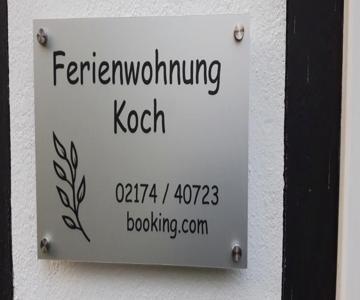 Ferienwohnung
Koch
02174 / 40723
booking.com